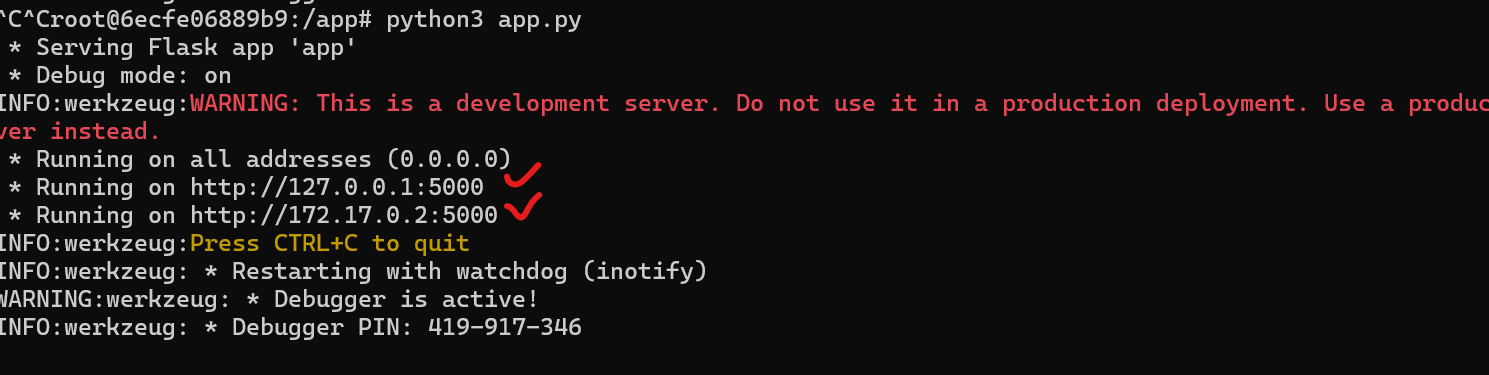 ^C^Croot@6ecfe06889b9:/app# python3 app.py
* Serving Flask app 'app'
* Debug mode: on
INFO:werkzeug:WARNING: This is a development server. Do not use it in a production deployment. Use a produc
ver instead.
* Running on all addresses (0.0.0.0)
* Running on http://127.0.0.1:5000
* Running on http://172.17.0.2:5000
INFO:werkzeug:Press CTRL+C to quit
INFO:werkzeug: * Restarting with watchdog (inotify)
WARNING:werkzeug: * Debugger is active!
INFO:werkzeug: * Debugger PIN: 419-917-346